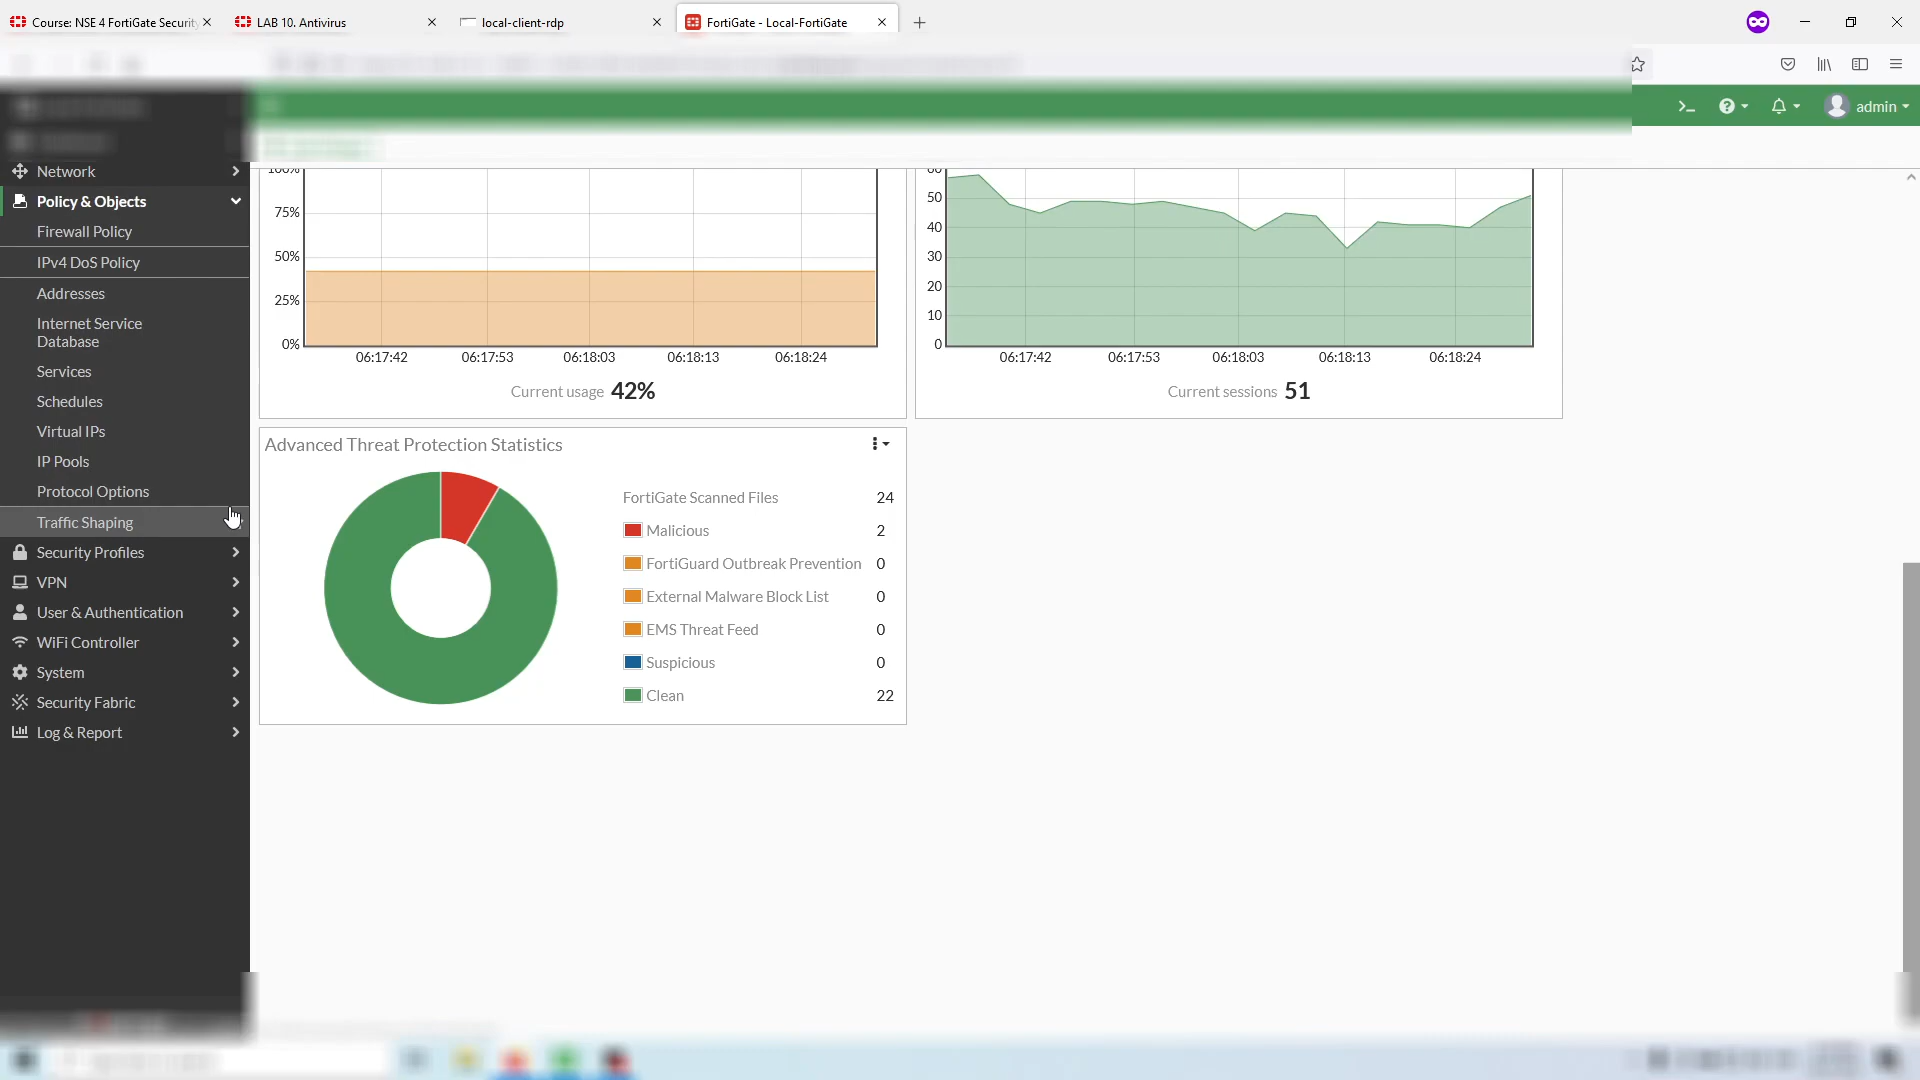 Course: NSE 4 FortiGate Security
LAB 10. Antivirus
local-client-rdp
FortiGate - Local-FortiGate
admin
Network
Policy & Objects
Firewall Policy
IPv4 DoS Policy
Addresses
Internet Service
Database
Services
Schedules
Virtual IPs
IP Pools
Protocol Options
Traffic Shaping
Security Profiles
VPN
User & Authentication
WiFi Controller
System
Security Fabric
Log & Report
100%
75%
50%
25%
0%
06:17:42 06:17:53 06:18:03 06:18:13 06:18:24
Current usage 42%
60
50
40
30
20
10
0
06:17:42 06:17:53 06:18:03 06:18:13 06:18:24
Current sessions 51
Advanced Threat Protection Statistics
FortiGate Scanned Files 24
Malicious 2
FortiGuard Outbreak Prevention 0
External Malware Block List 0
EMS Threat Feed 0
Suspicious 0
Clean 22